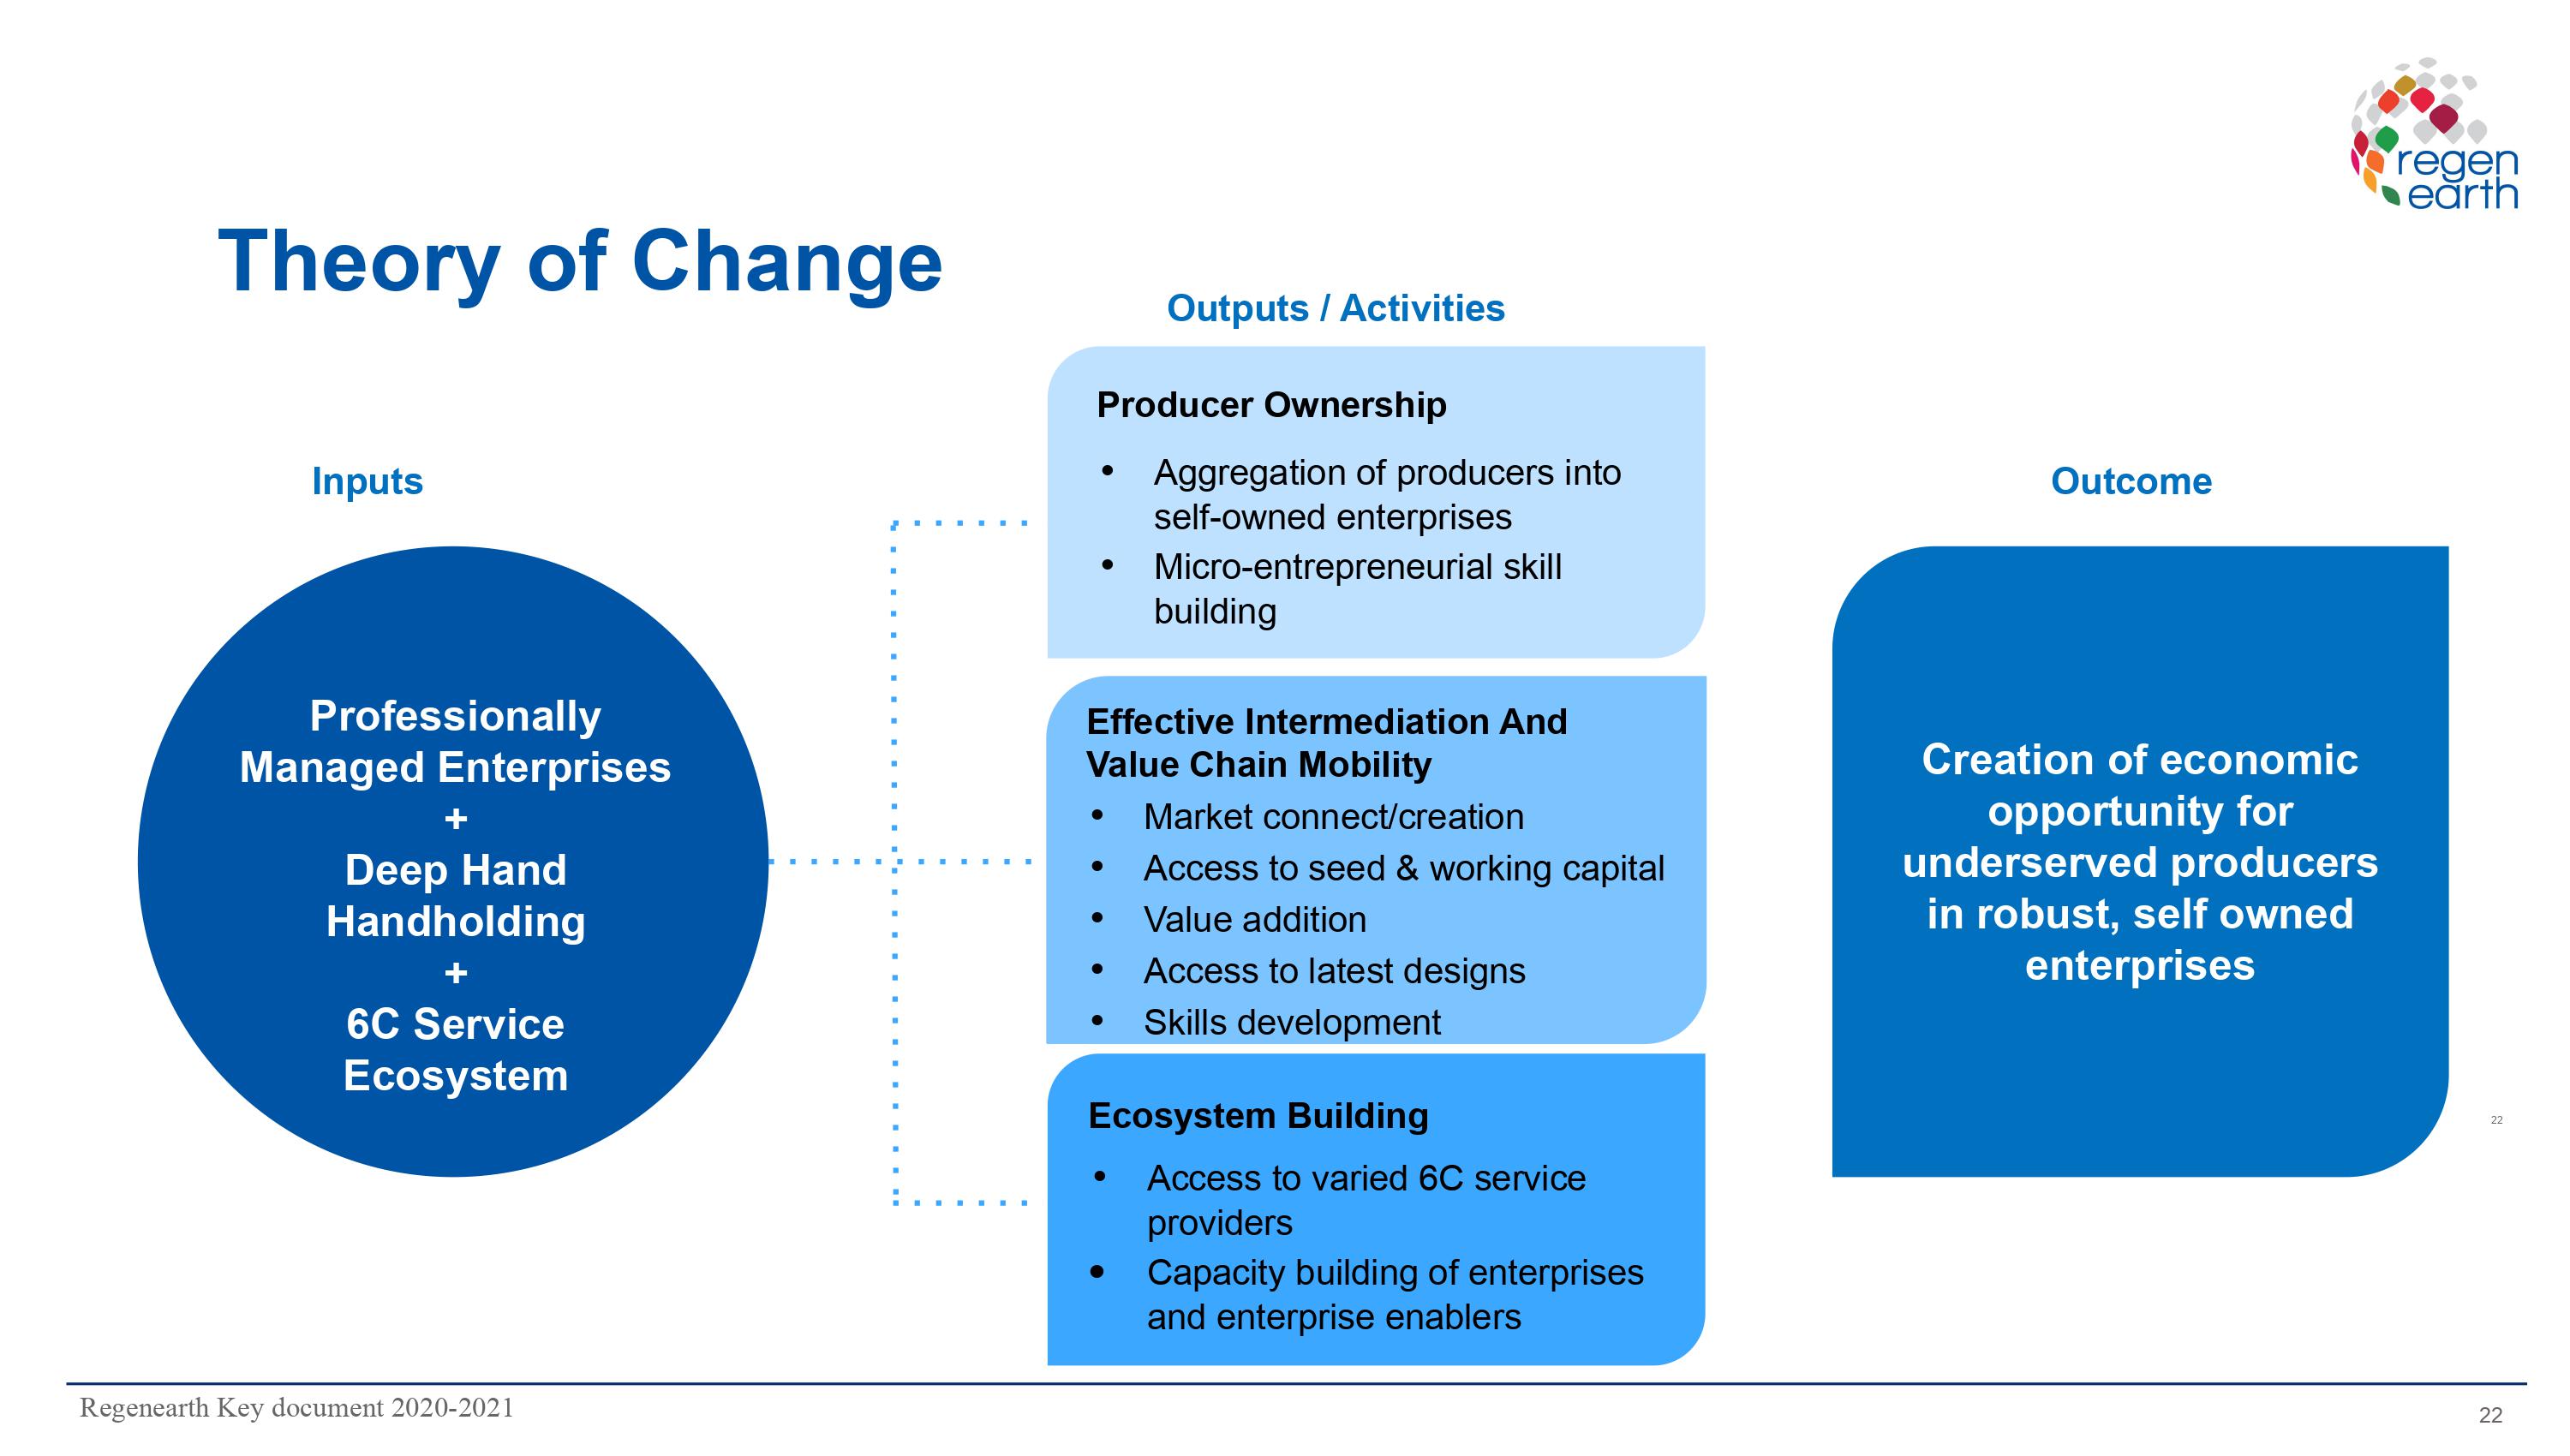 regen
earth
Theory of Change
Outputs / Activities
Producer Ownership
• Aggregation of producers into
self-owned enterprises
• Micro-entrepreneurial skill
building
Inputs
Professionally
Managed Enterprises
+
Deep Hand
Handholding
+
6C Service
Ecosystem
Effective Intermediation And
Value Chain Mobility
• Market connect/creation
• Access to seed & working capital
• Value addition
• Access to latest designs
• Skills development
Ecosystem Building
• Access to varied 6C service
providers
• Capacity building of enterprises
and enterprise enablers
Outcome
Creation of economic
opportunity for
underserved producers
in robust, self owned
enterprises
22
Regenearth Key document 2020-2021
22